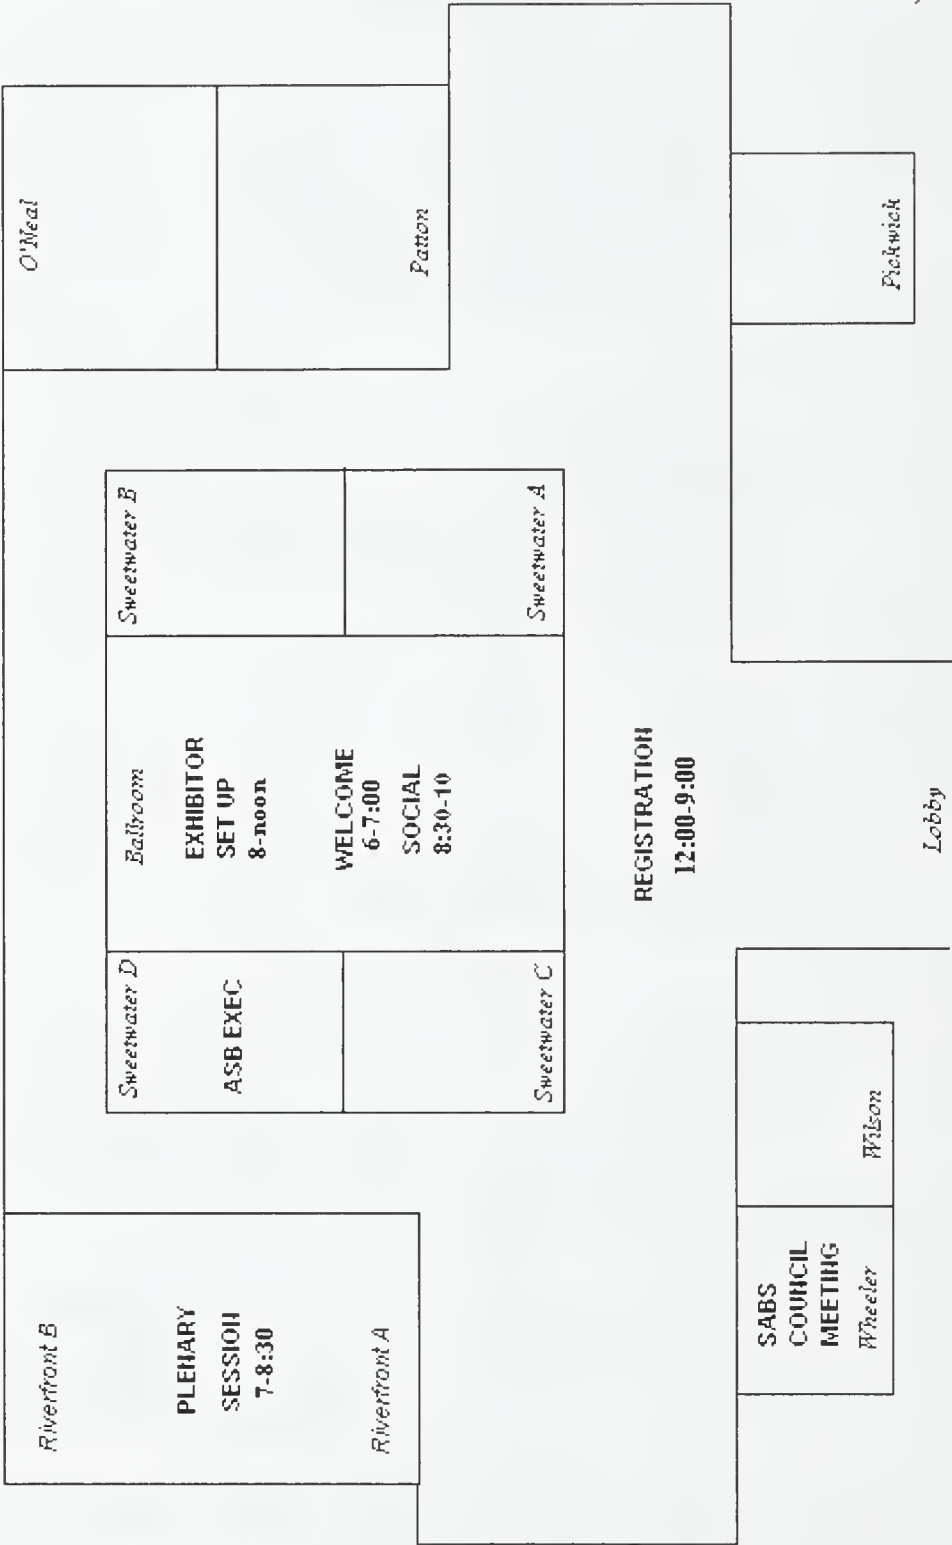 Riverfront B
PLENARY
SESSION
7-8:30
Riverfront A
Sweetwater D
ASB EXEC
Sweetwater C
Ballroom
EXHIBITOR
SET UP
8-noon
WELCOME
6-7:00
SOCIAL
8:30-10
Sweetwater B
Sweetwater A
O'Neal
Patton
REGISTRATION
12:00-9:00
SABS
COUNCIL
MEETING
Wheeler
Wilson
Lobby
Pickwick